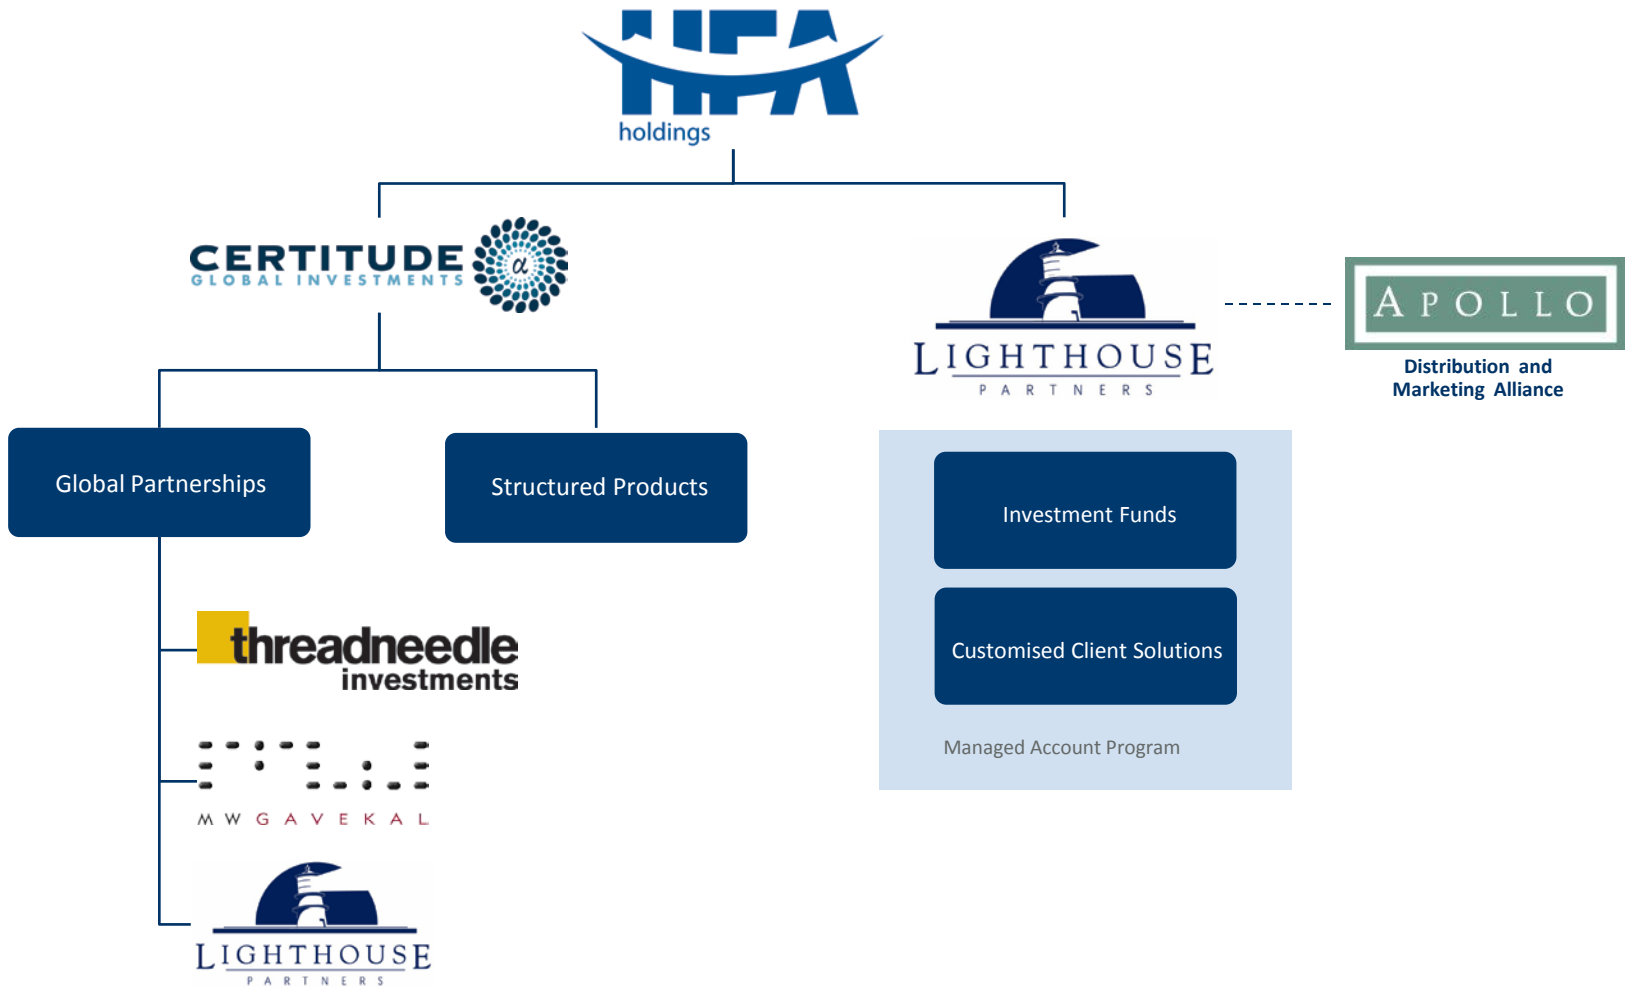 HFA
holdings
CERTITUDE
GLOBAL INVESTMENTS
α
LIGHTHOUSE
PARTNERS
APOLLO
Distribution and
Marketing Alliance
Global Partnerships
Structured Products
Investment Funds
Customised Client Solutions
Managed Account Program
threadneedle
investments
MW GAVEKAL
LIGHTHOUSE
PARTNERS